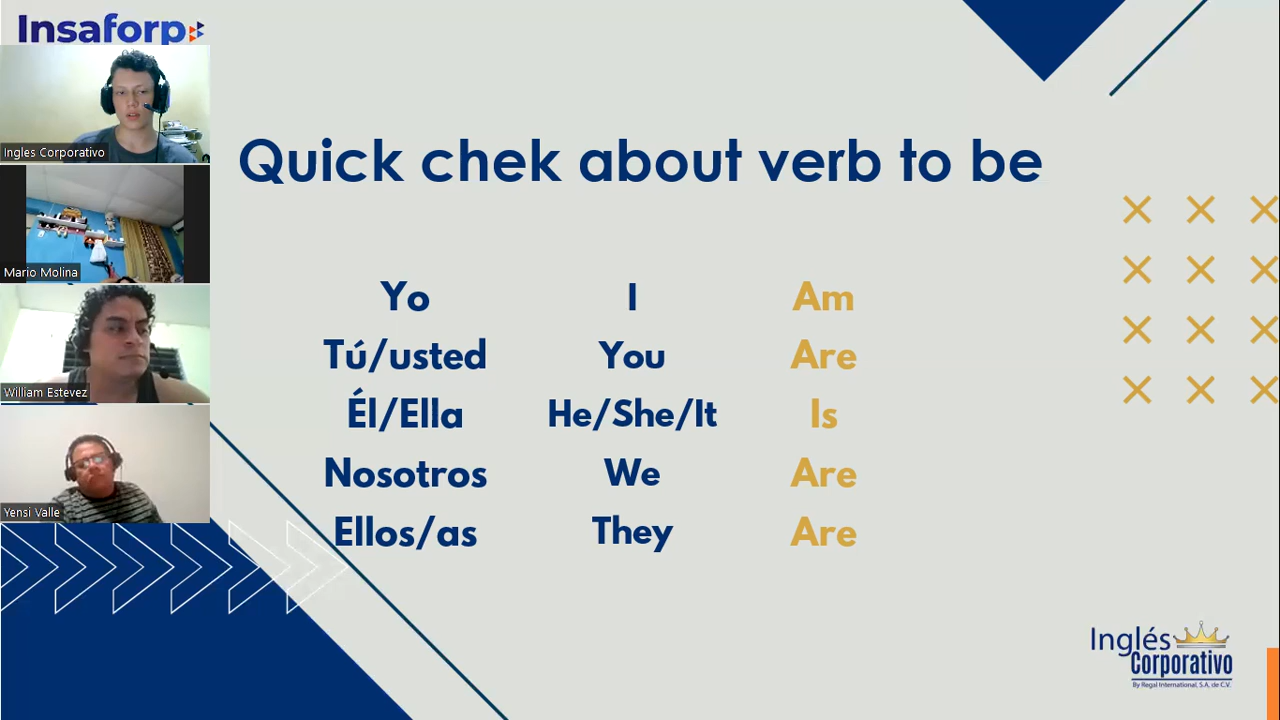 Insaforp
Ingles Corporativo
Mario Molina
William Estevez
Yensi Valle
Quick chek about verb to be
Yo I Am
Tú/usted You Are
Él/Ella He/She/It Is
Nosotros We Are
Ellos/as They Are
Inglés
Corporativo
By Regal International, S.A, de C.V.